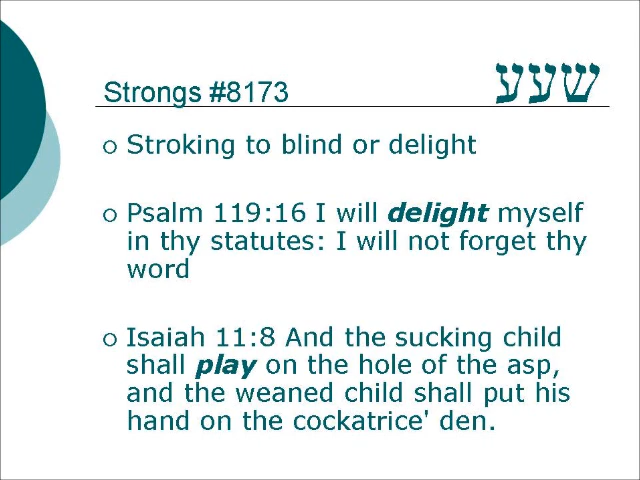 Strongs #8173 שעע
Stroking to blind or delight
Psalm 119:16 I will delight myself
in thy statutes: I will not forget thy
word
Isaiah 11:8 And the sucking child
shall play on the hole of the asp,
and the weaned child shall put his
hand on the cockatrice' den.